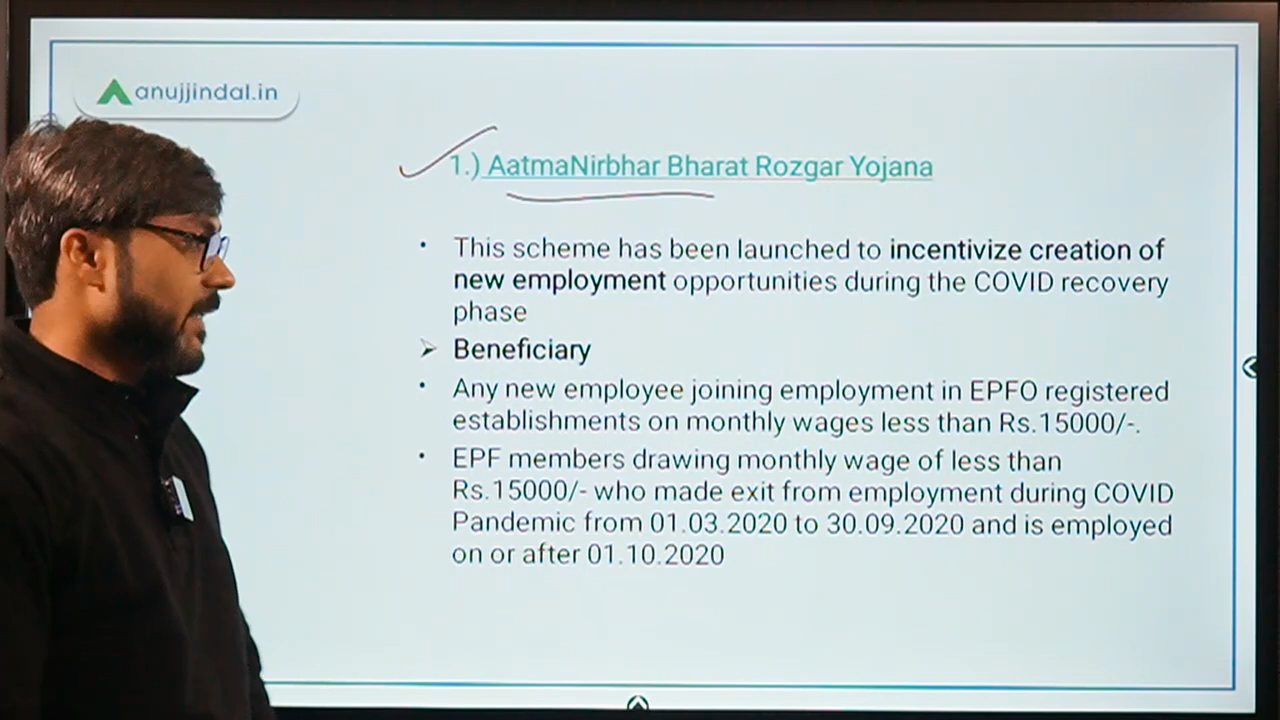 anujjindal.in
1.) AatmaNirbhar Bharat Rozgar Yojana
• This scheme has been launched to incentivize creation of
new employment opportunities during the COVID recovery
phase
➢ Beneficiary
• Any new employee joining employment in EPFO registered
establishments on monthly wages less than Rs.15000/-.
• EPF members drawing monthly wage of less than
Rs.15000/- who made exit from employment during COVID
Pandemic from 01.03.2020 to 30.09.2020 and is employed
on or after 01.10.2020